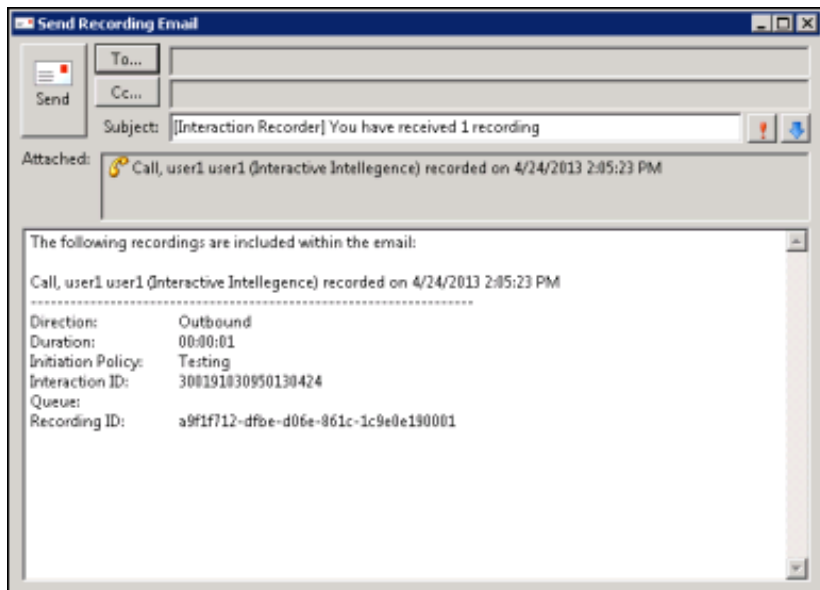 Send Recording Email
To...
Send
Cc...
Subject: [Interaction Recorder] You have received 1 recording
Attached: Call, user1 user1 (Interactive Intellegence) recorded on 4/24/2013 2:05:23 PM
The following recordings are included within the email:
Call, user1 user1 (Interactive Intellegence) recorded on 4/24/2013 2:05:23 PM
--------------------------------------------------------------------
Direction: Outbound
Duration: 00:00:01
Initiation Policy: Testing
Interaction ID: 300191030950130424
Queue:
Recording ID: a9f1f712-dfbe-d06e-861c-1c9e0e190001